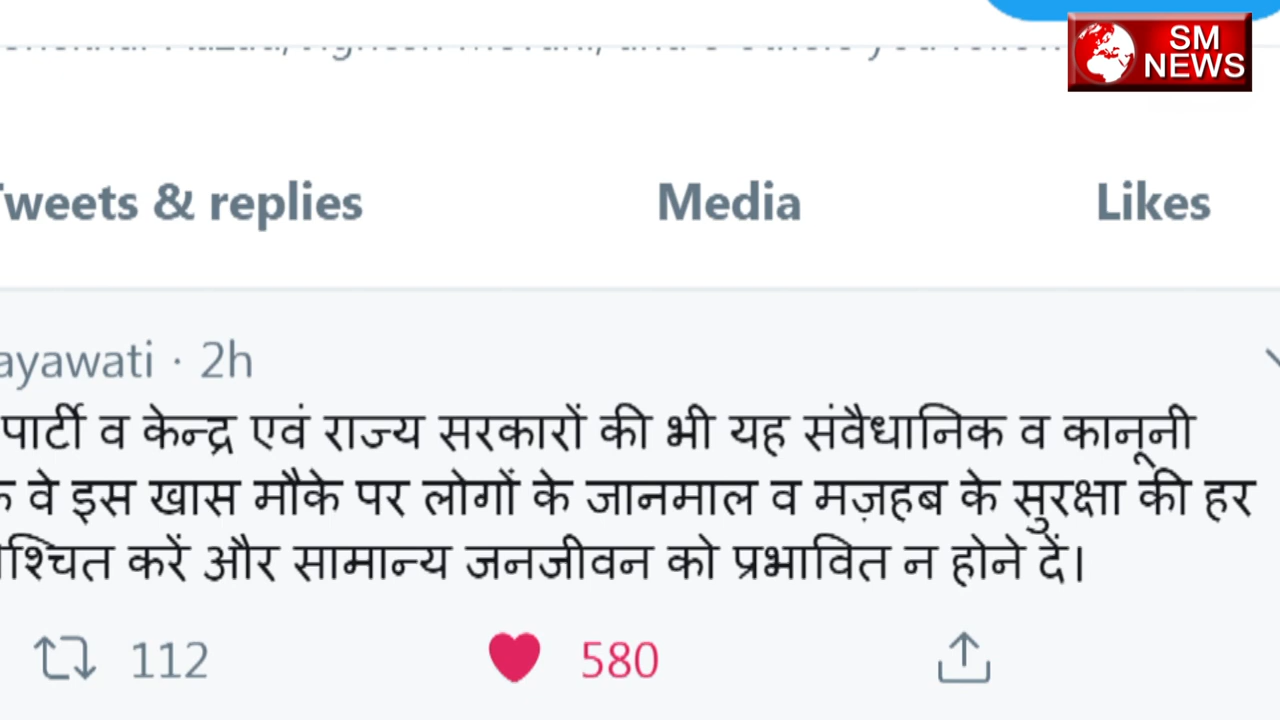 SM
NEWS
Tweets & replies Media Likes
ayawati · 2h
पार्टी व केन्द्र एवं राज्य सरकारों की भी यह संवैधानिक व कानूनी
वे इस खास मौके पर लोगों के जानमाल व मज़हब के सुरक्षा की हर
करें और सामान्य जनजीवन को प्रभावित न होने दें।
112 580